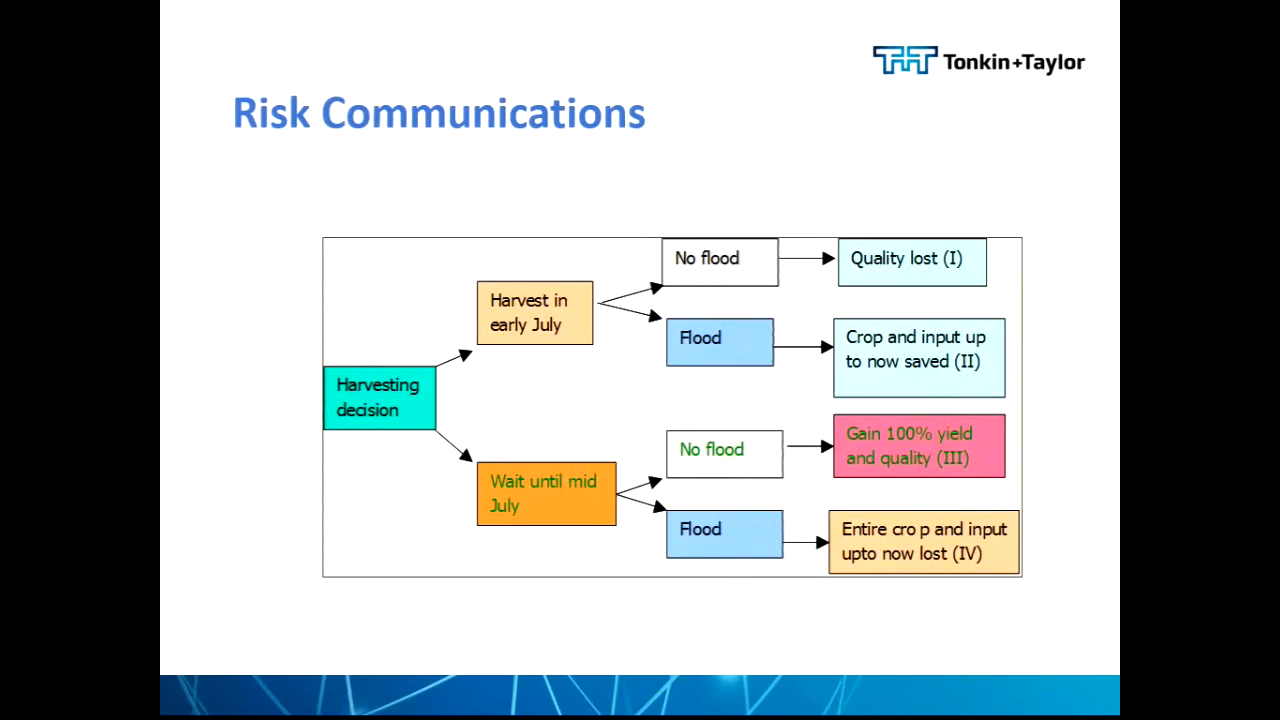 Tonkin+Taylor
Risk Communications
No flood
Quality lost (I)
Harvest in
early July
Flood
Crop and input up
to now saved (II)
Harvesting
decision
No flood
Gain 100% yield
and quality (III)
Wait until mid
July
Flood
Entire cro p and input
upto now lost (IV)